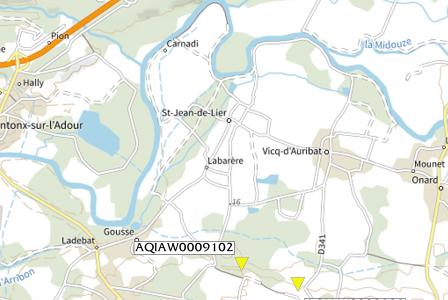 Pion
Carnadi
la Midouze
Hally
St-Jean-de-Lier
ntonx-sur-l'Adour
Vicq-d'Auribat
Labarère
Mounet
Onard
16
Gousse
Ladebat
AQIAW0009102
D341
d'Arribon